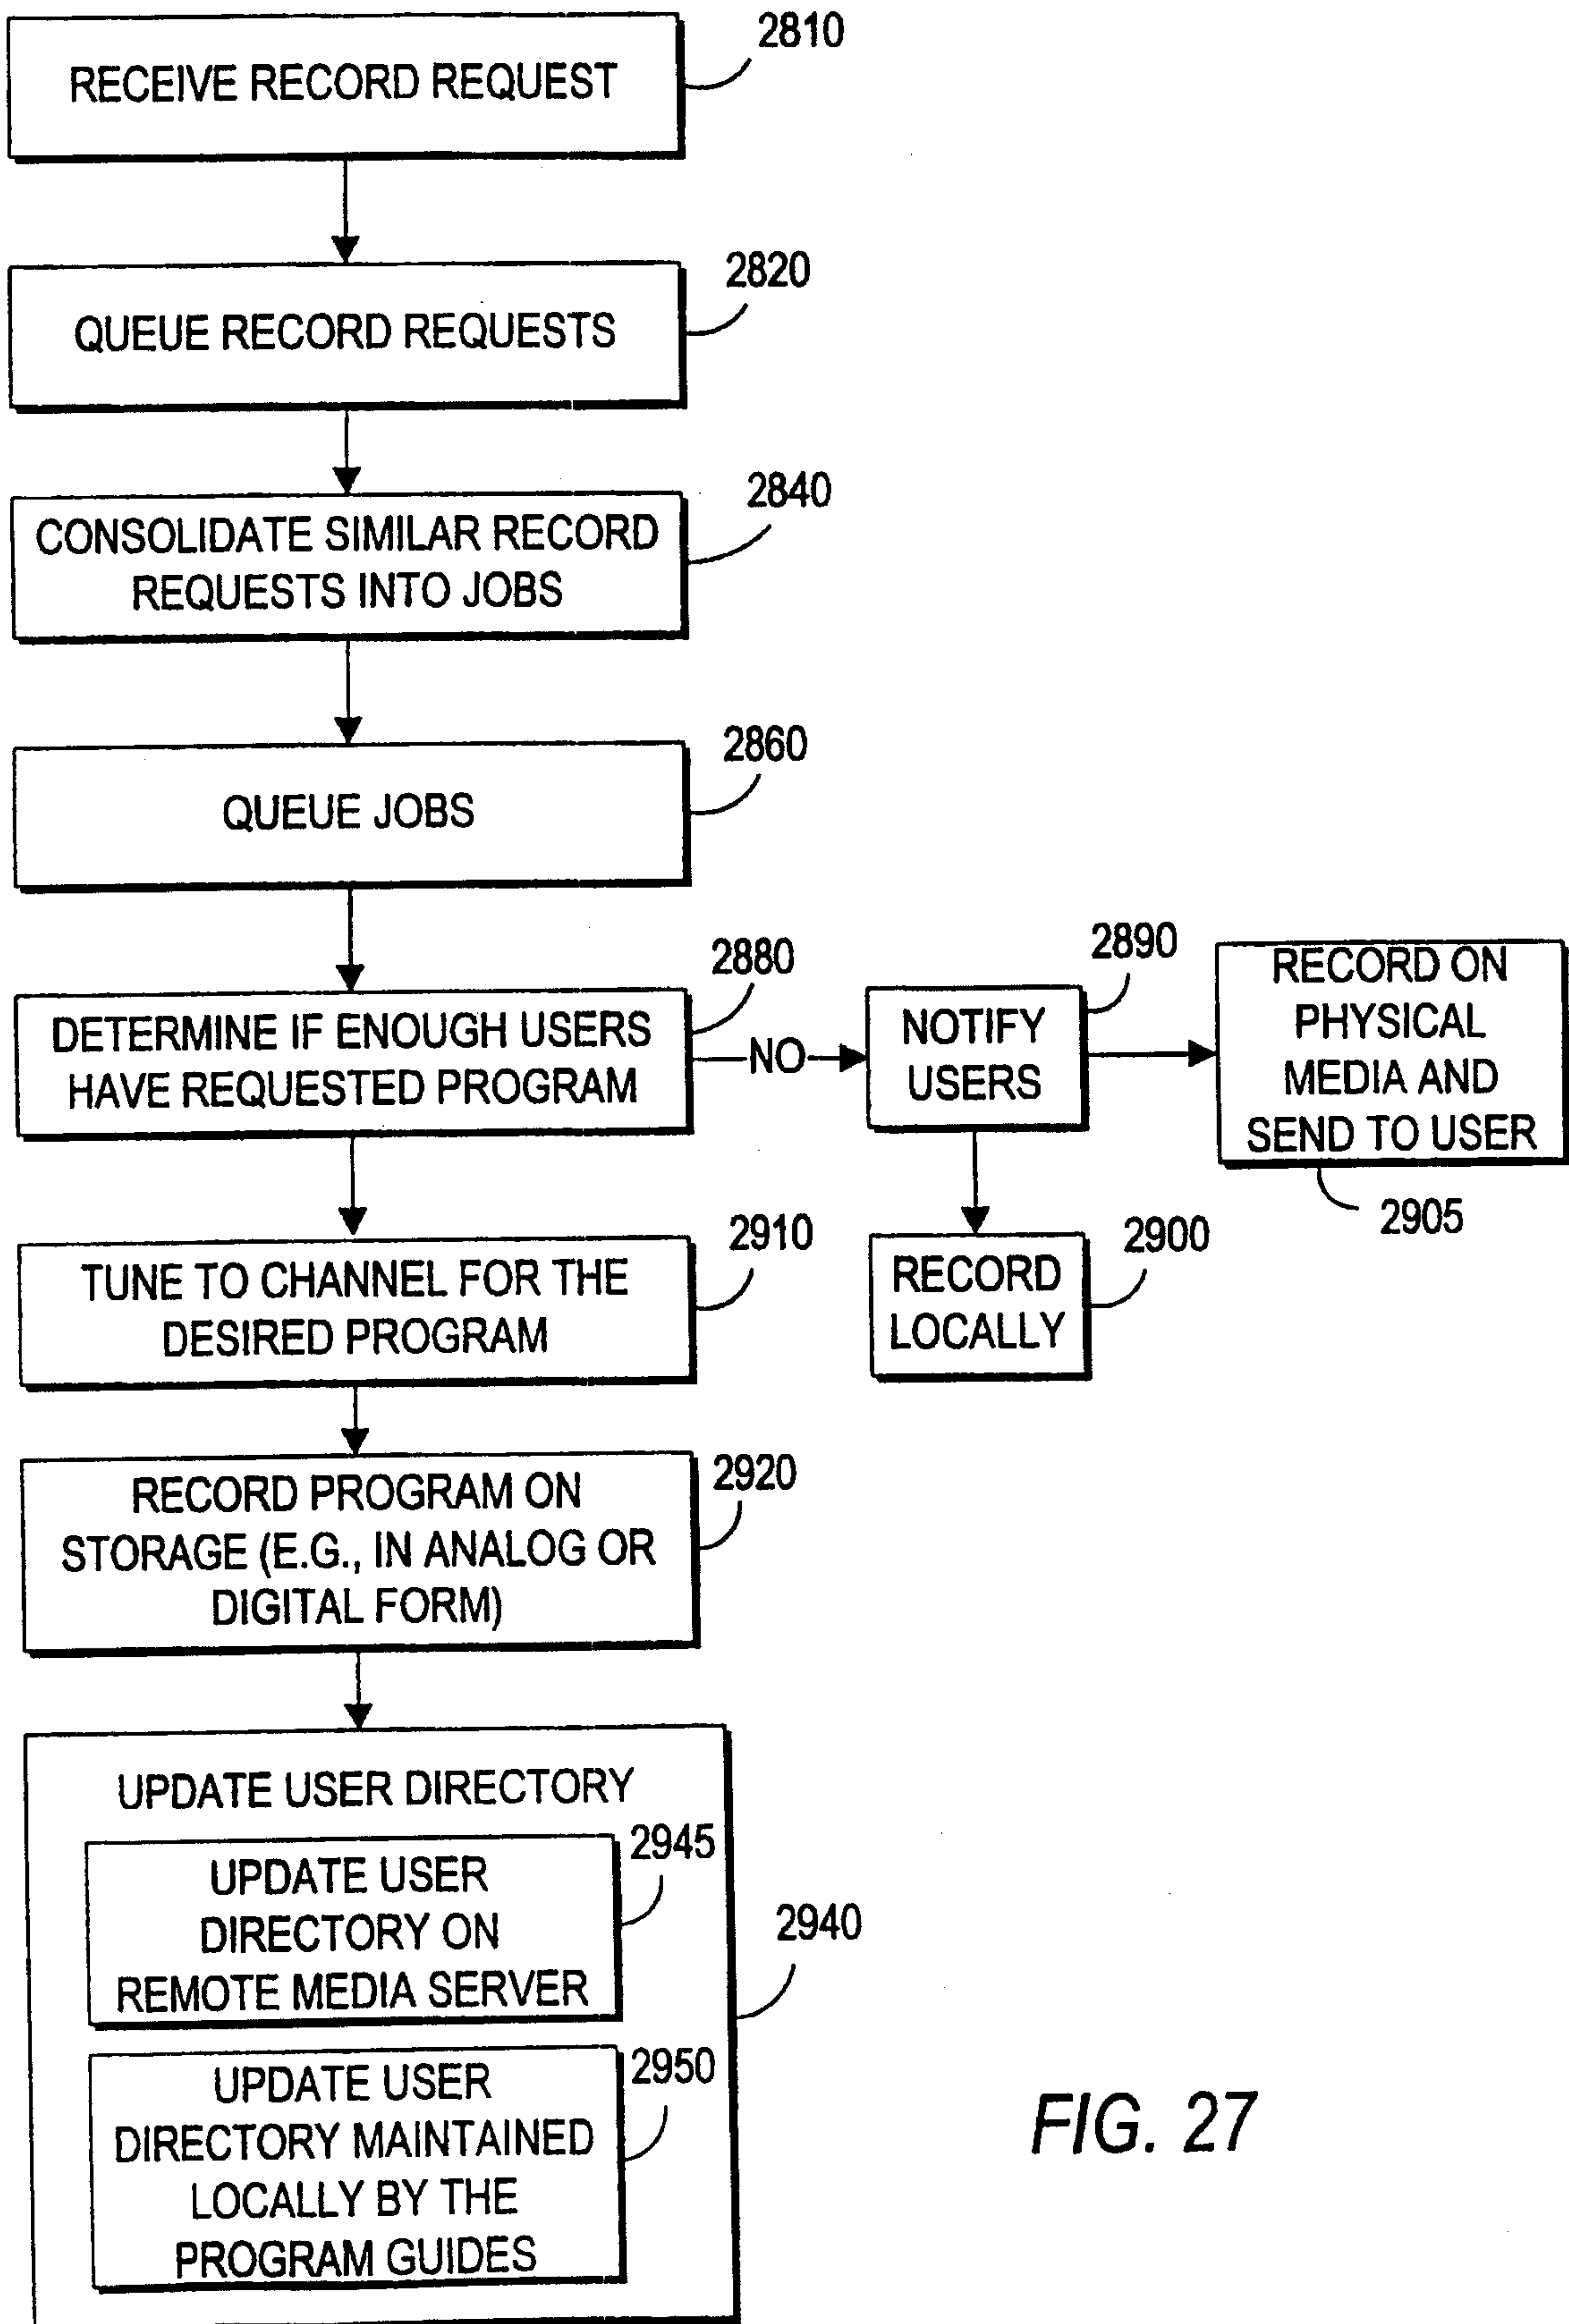 2810
RECEIVE RECORD REQUEST
2820
QUEUE RECORD REQUESTS
2840
CONSOLIDATE SIMILAR RECORD
REQUESTS INTO JOBS
2860
QUEUE JOBS
2880
DETERMINE IF ENOUGH USERS
HAVE REQUESTED PROGRAM
NO
2890
NOTIFY
USERS
RECORD ON
PHYSICAL
MEDIA AND
SEND TO USER
2905
2900
RECORD
LOCALLY
2910
TUNE TO CHANNEL FOR THE
DESIRED PROGRAM
2920
RECORD PROGRAM ON
STORAGE (E.G., IN ANALOG OR
DIGITAL FORM)
UPDATE USER DIRECTORY
2945
UPDATE USER
DIRECTORY ON
REMOTE MEDIA SERVER
2940
2950
UPDATE USER
DIRECTORY MAINTAINED
LOCALLY BY THE
PROGRAM GUIDES
FIG. 27